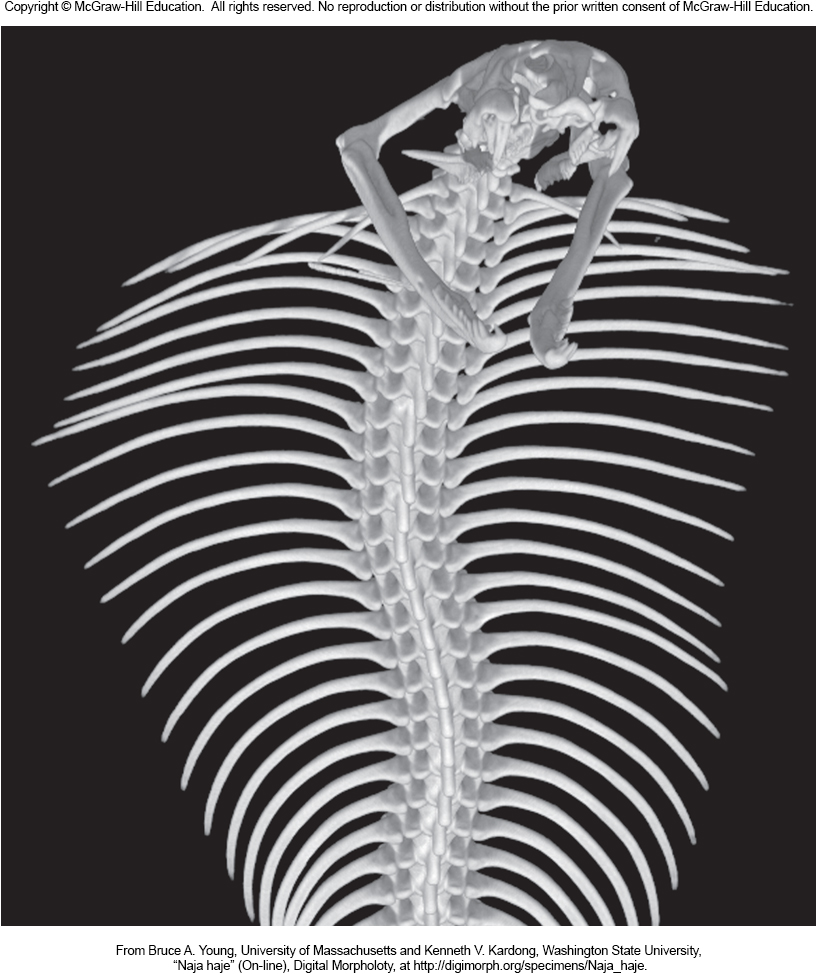 Copyright © McGraw-Hill Education.  All rights reserved. No reproduction or distribution without the prior written consent of McGraw-Hill Education.
From Bruce A. Young, University of Massachusetts and Kenneth V. Kardong, Washington State University,
“Naja haje” (On-line), Digital Morpholoty, at http://digimorph.org/specimens/Naja_haje.